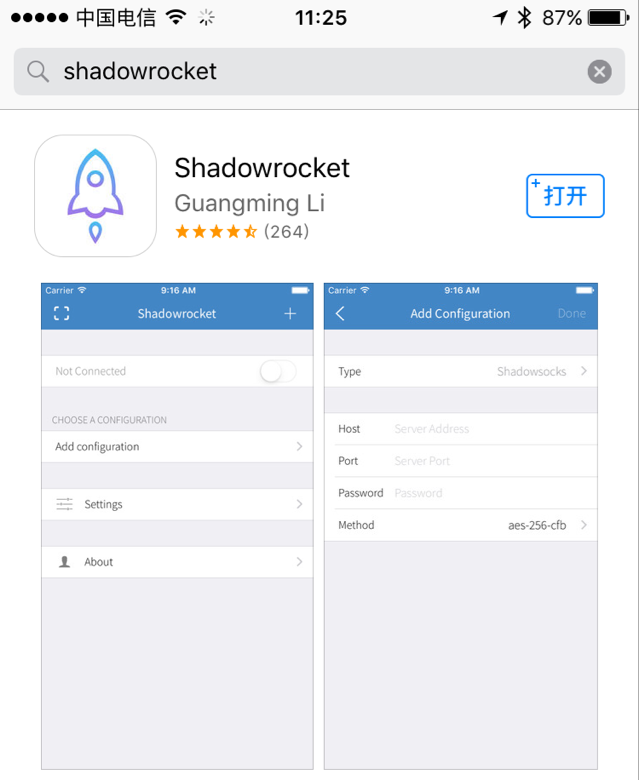 中国电信 11:25 87%
shadowrocket
Shadowrocket
Guangming Li
(264)
+打开
Carrier 9:16 AM
Shadowrocket +
Not Connected
CHOOSE A CONFIGURATION
Add configuration
Settings
About
Carrier 9:16 AM
Add Configuration Done
Type Shadowsocks
Host Server Address
Port Server Port
Password Password
Method aes-256-cfb